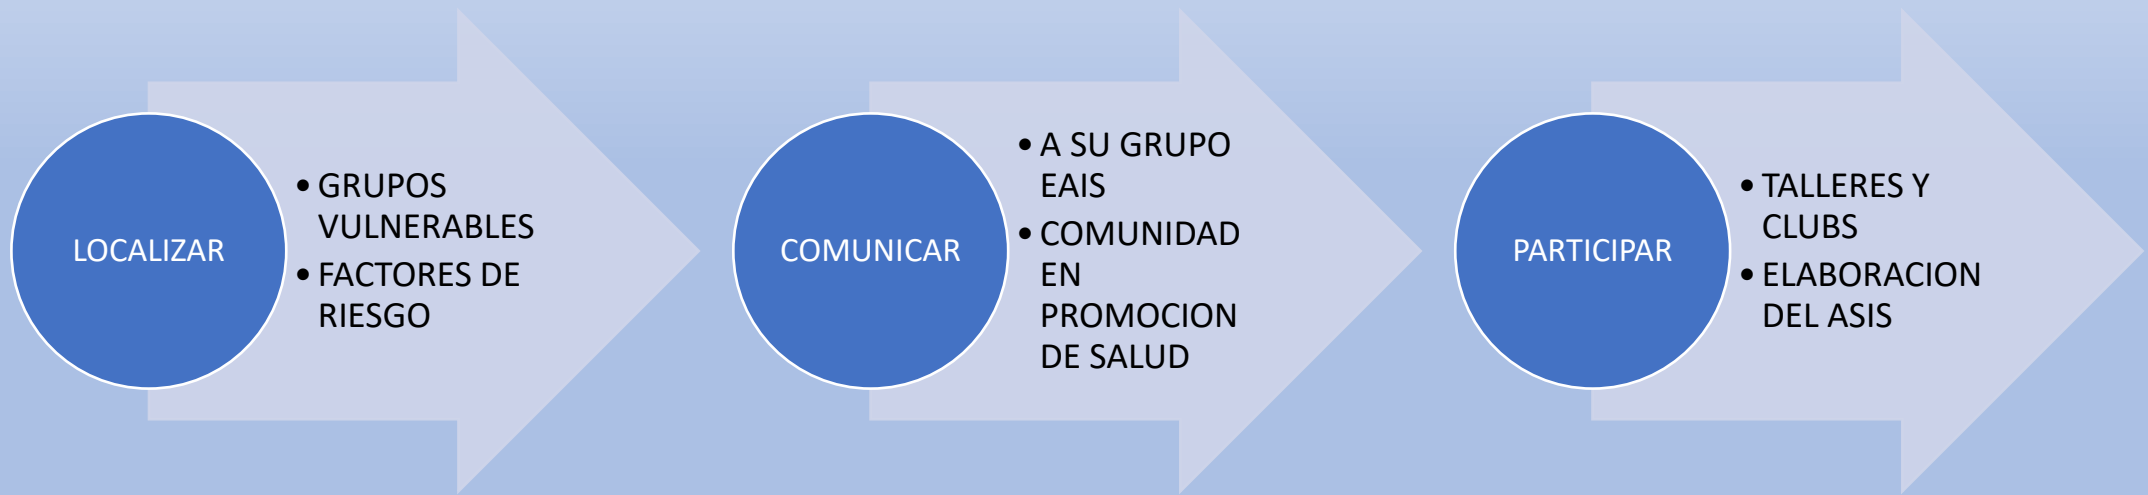 LOCALIZAR
• GRUPOS
VULNERABLES
• FACTORES DE
RIESGO
COMUNICAR
• A SU GRUPO
EAIS
• COMUNIDAD
EN
PROMOCION
DE SALUD
PARTICIPAR
• TALLERES Y
CLUBS
• ELABORACION
DEL ASIS